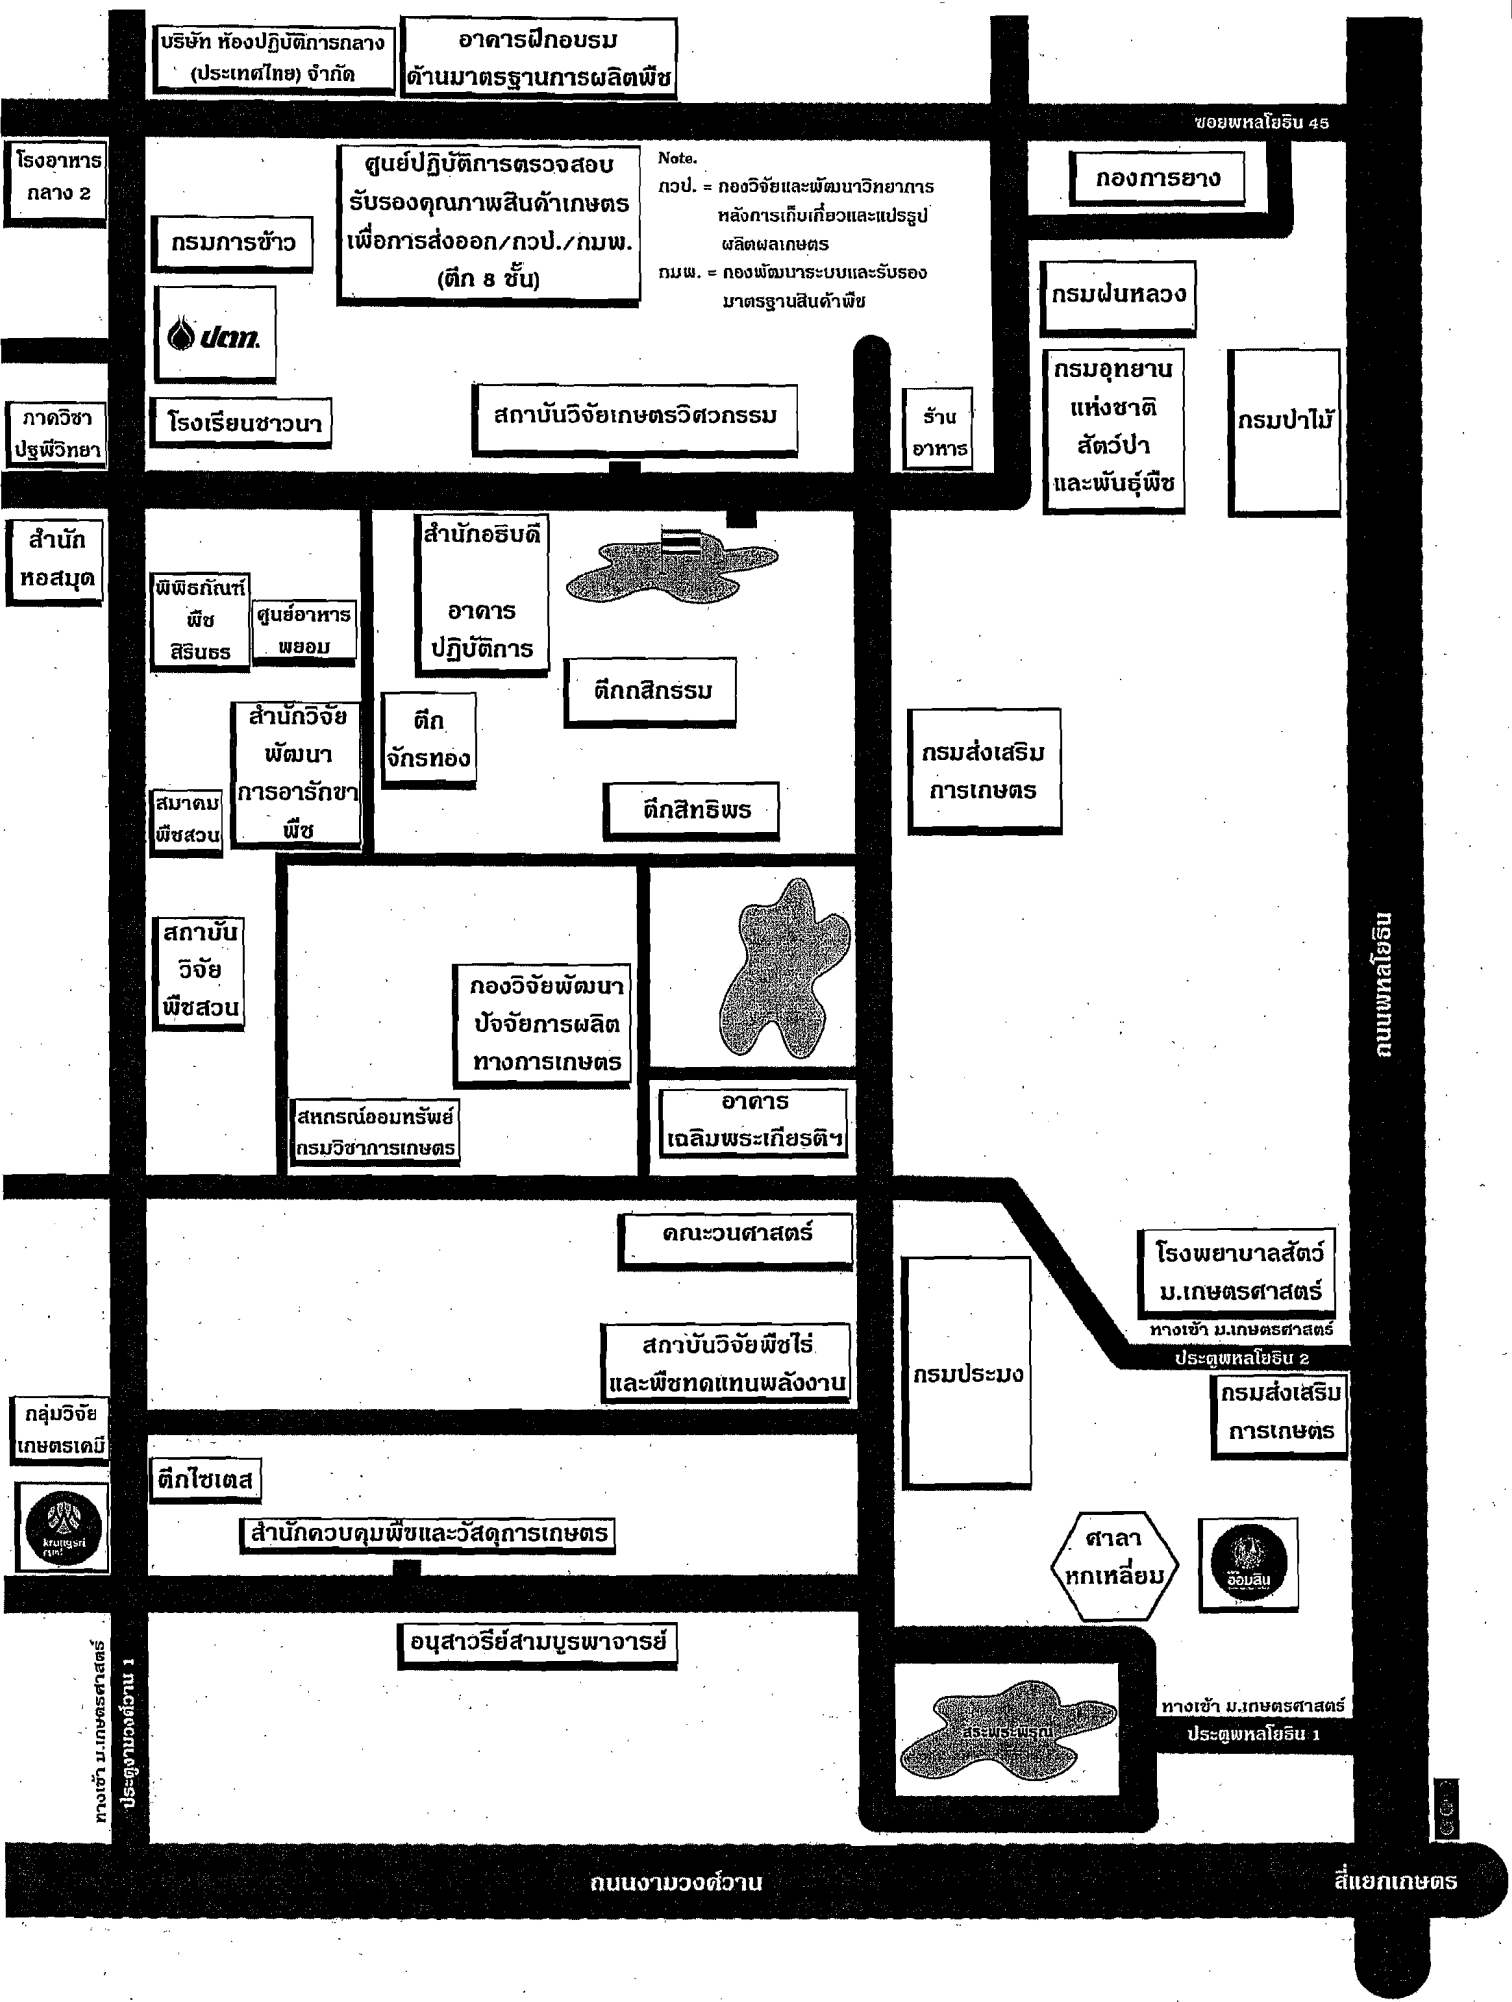 บริษัท ห้องปฏิบัติการกลาง
(ประเทศไทย) จำกัด
อาคารฝึกอบรม
ด้านมาตรฐานการผลิตพืช
ซอยพหลโยธิน 45
โรงอาหาร
กลาง 2
กรมการข้าว
ปตท.
ศูนย์ปฏิบัติการตรวจสอบ
รับรองคุณภาพสินค้าเกษตร
เพื่อการส่งออก/กวป./กมพ.
(ตึก 8 ชั้น)
Note.
กวป. = กองวิจัยและพัฒนาวิทยาการ
หลังการเก็บเกี่ยวและแปรรูป
ผลิตผลเกษตร
กมพ. = กองพัฒนาระบบและรับรอง
มาตรฐานสินค้าพืช
กองการยาง
กรมฝนหลวง
กรมอุทยาน
แห่งชาติ
สัตว์ป่า
และพันธุ์พืช
กรมป่าไม้
ภาควิชา
ปฐพีวิทยา
โรงเรียนชาวนา
สถาบันวิจัยเกษตรวิศวกรรม
ร้าน
อาหาร
สำนัก
หอสมุด
พิพิธภัณฑ์
พืช
สิรินธร
ศูนย์อาหาร
พยอม
สำนักอธิบดี
อาคาร
ปฏิบัติการ
ตึกกสิกรรม
สำนักวิจัย
พัฒนา
การอารักขา
พืช
ตึก
จักรทอง
ตึกสิทธิพร
กรมส่งเสริม
การเกษตร
สมาคม
พืชสวน
สถาบัน
วิจัย
พืชสวน
กองวิจัยพัฒนา
ปัจจัยการผลิต
ทางการเกษตร
ถนนพหลโยธิน
สหกรณ์ออมทรัพย์
กรมวิชาการเกษตร
อาคาร
เฉลิมพระเกียรติฯ
คณะวนศาสตร์
โรงพยาบาลสัตว์
ม.เกษตรศาสตร์
ทางเข้า ม.เกษตรศาสตร์
ประตูพหลโยธิน 2
สถาบันวิจัยพืชไร่
และพืชทดแทนพลังงาน
กรมประมง
กรมส่งเสริม
การเกษตร
กลุ่มวิจัย
เกษตรเคมี
ตึกไซเตส
krungsri
กรุงศรี
สำนักควบคุมพืชและวัสดุการเกษตร
ศาลา
หกเหลี่ยม
ออมสิน
อนุสาวรีย์สามบูรพาจารย์
ทางเข้า ม.เกษตรศาสตร์
ประตูงามวงศ์วาน 1
สระพระพิรุณ
ทางเข้า ม.เกษตรศาสตร์
ประตูพหลโยธิน 1
ถนนงามวงศ์วาน
สี่แยกเกษตร